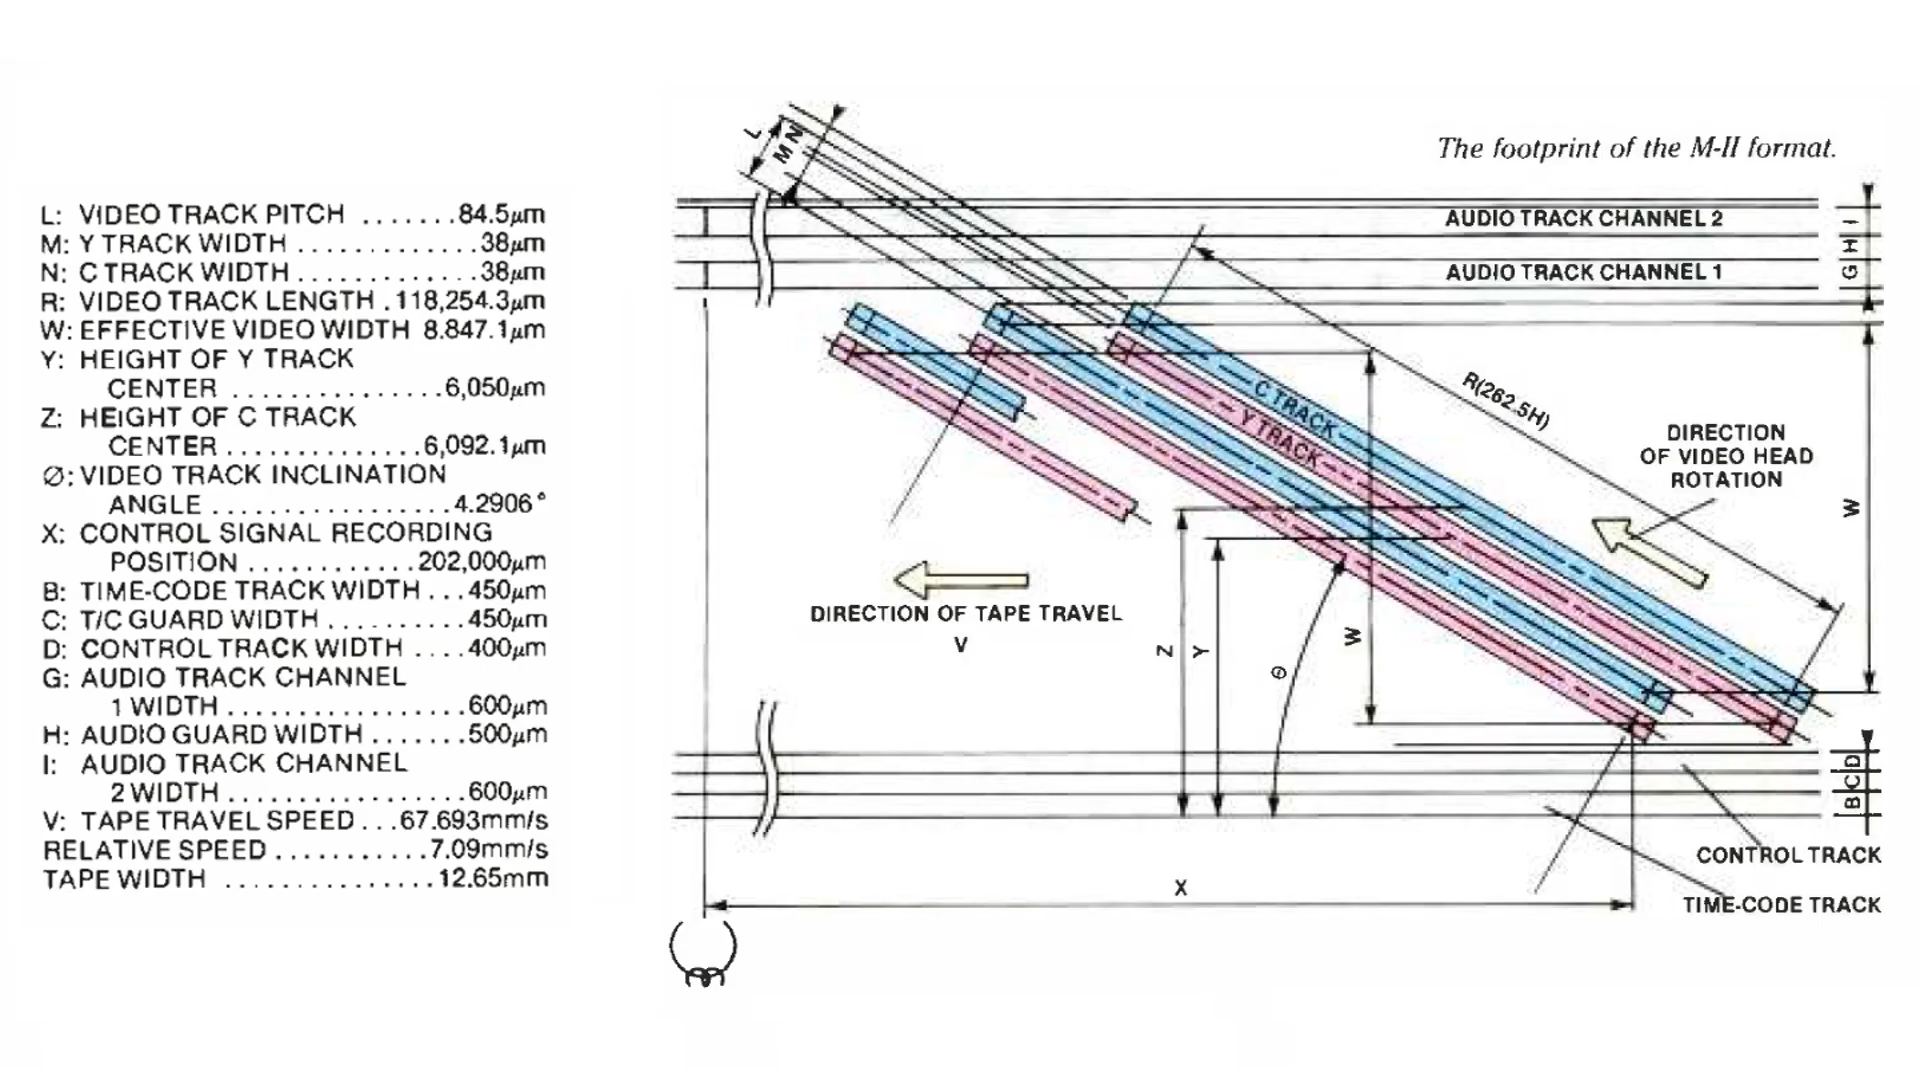 L: VIDEO TRACK PITCH .......84.5μm
M: Y TRACK WIDTH .............38μm
N: C TRACK WIDTH .............38μm
R: VIDEO TRACK LENGTH .118,254.3μm
W: EFFECTIVE VIDEO WIDTH 8.847.1μm
Y: HEIGHT OF Y TRACK
CENTER ...............6,050μm
Z: HEIGHT OF C TRACK
CENTER .............6,092.1μm
∅: VIDEO TRACK INCLINATION
ANGLE .................4.2906°
X: CONTROL SIGNAL RECORDING
POSITION ............202,000μm
B: TIME-CODE TRACK WIDTH ...450μm
C: T/C GUARD WIDTH ..........450μm
D: CONTROL TRACK WIDTH ....400μm
G: AUDIO TRACK CHANNEL
1 WIDTH .................600μm
H: AUDIO GUARD WIDTH .......500μm
I: AUDIO TRACK CHANNEL
2 WIDTH .................600μm
V: TAPE TRAVEL SPEED ...67.693mm/s
RELATIVE SPEED ...........7.09mm/s
TAPE WIDTH ...............12.65mm
The footprint of the M-II format.
L
M N
AUDIO TRACK CHANNEL 2
AUDIO TRACK CHANNEL 1
I
H
G
C TRACK
Y TRACK
R(262.5H)
DIRECTION
OF VIDEO HEAD
ROTATION
W
DIRECTION OF TAPE TRAVEL
V
Z
Y
Θ
W
D
C
B
CONTROL TRACK
TIME-CODE TRACK
X